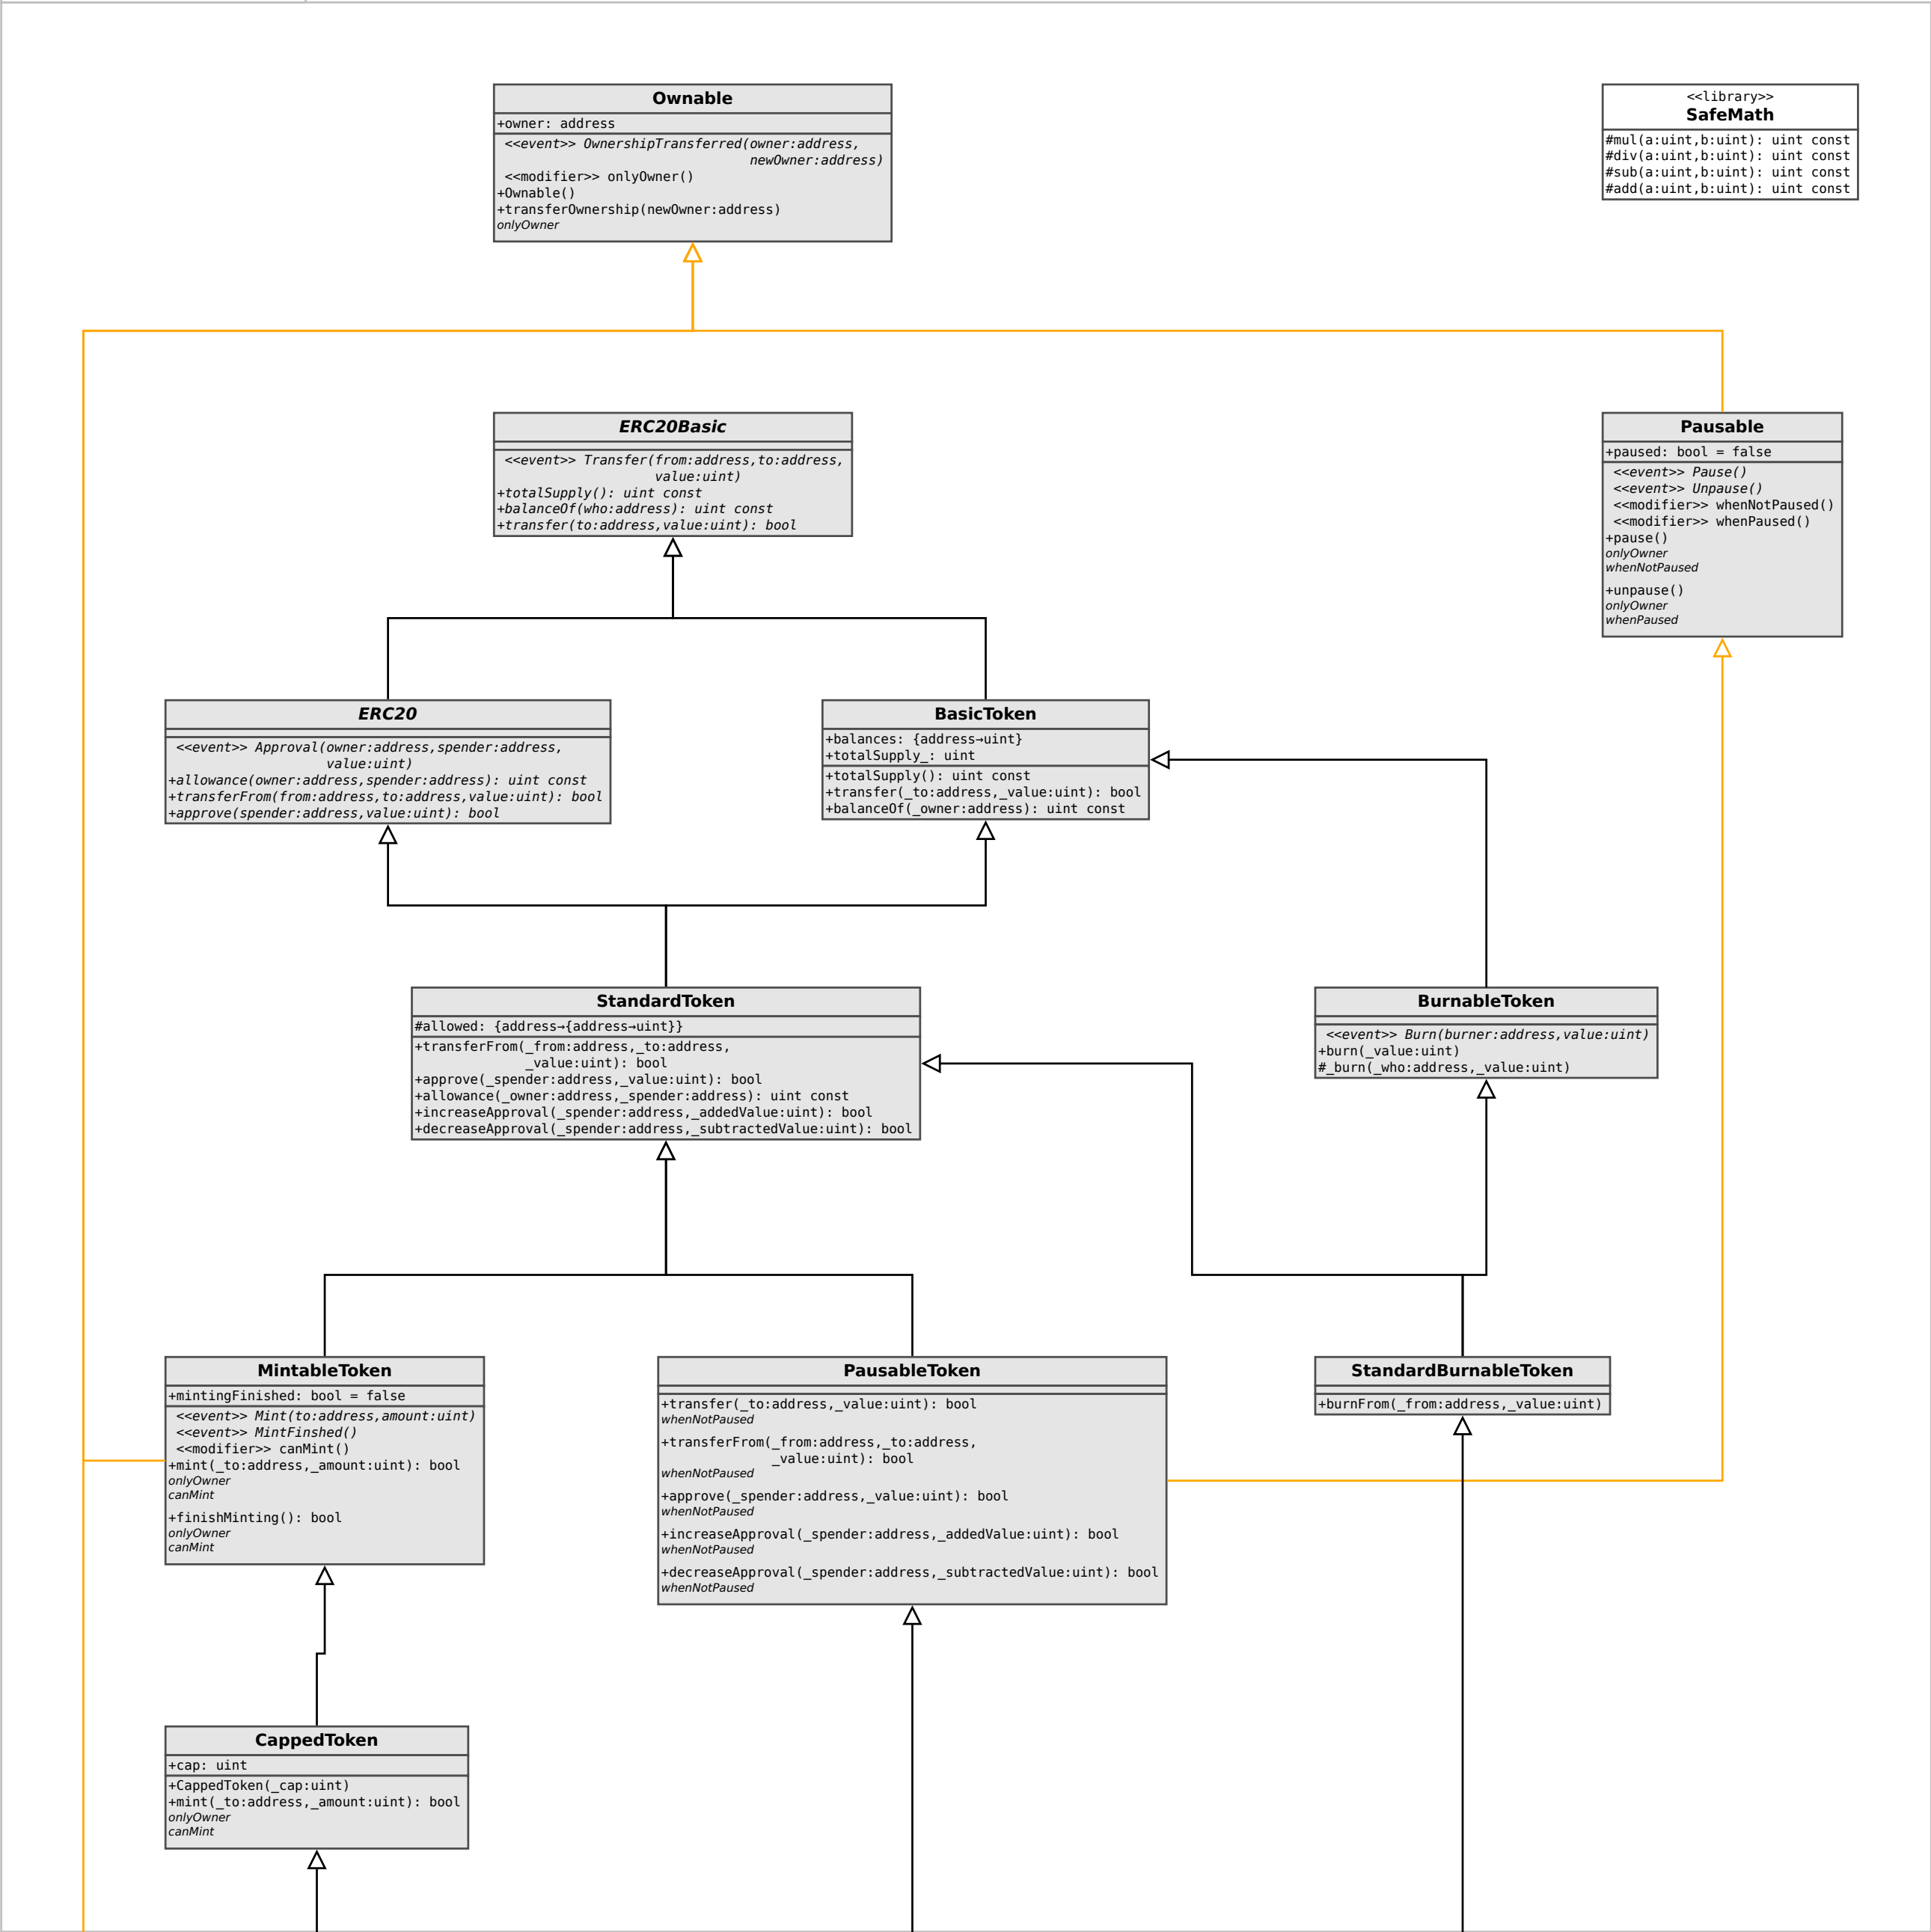 Ownable
+owner: address
<<event>> OwnershipTransferred(owner:address,
newOwner:address)
<<modifier>> onlyOwner()
+Ownable()
+transferOwnership(newOwner:address)
onlyOwner
<<library>>
SafeMath
#mul(a:uint,b:uint): uint const
#div(a:uint,b:uint): uint const
#sub(a:uint,b:uint): uint const
#add(a:uint,b:uint): uint const
ERC20Basic
<<event>> Transfer(from:address,to:address,
value:uint)
+totalSupply(): uint const
+balanceOf(who:address): uint const
+transfer(to:address,value:uint): bool
Pausable
+paused: bool = false
<<event>> Pause()
<<event>> Unpause()
<<modifier>> whenNotPaused()
<<modifier>> whenPaused()
+pause()
onlyOwner
whenNotPaused
+unpause()
onlyOwner
whenPaused
ERC20
<<event>> Approval(owner:address,spender:address,
value:uint)
+allowance(owner:address,spender:address): uint const
+transferFrom(from:address,to:address,value:uint): bool
+approve(spender:address,value:uint): bool
BasicToken
+balances: {address→uint}
+totalSupply_: uint
+totalSupply(): uint const
+transfer(_to:address,_value:uint): bool
+balanceOf(_owner:address): uint const
StandardToken
#allowed: {address→{address→uint}}
+transferFrom(_from:address,_to:address,
_value:uint): bool
+approve(_spender:address,_value:uint): bool
+allowance(_owner:address,_spender:address): uint const
+increaseApproval(_spender:address,_addedValue:uint): bool
+decreaseApproval(_spender:address,_subtractedValue:uint): bool
BurnableToken
<<event>> Burn(burner:address,value:uint)
+burn(_value:uint)
#_burn(_who:address,_value:uint)
MintableToken
+mintingFinished: bool = false
<<event>> Mint(to:address,amount:uint)
<<event>> MintFinshed()
<<modifier>> canMint()
+mint(_to:address,_amount:uint): bool
onlyOwner
canMint
+finishMinting(): bool
onlyOwner
canMint
PausableToken
+transfer(_to:address,_value:uint): bool
whenNotPaused
+transferFrom(_from:address,_to:address,
_value:uint): bool
whenNotPaused
+approve(_spender:address,_value:uint): bool
whenNotPaused
+increaseApproval(_spender:address,_addedValue:uint): bool
whenNotPaused
+decreaseApproval(_spender:address,_subtractedValue:uint): bool
whenNotPaused
StandardBurnableToken
+burnFrom(_from:address,_value:uint)
CappedToken
+cap: uint
+CappedToken(_cap:uint)
+mint(_to:address,_amount:uint): bool
onlyOwner
canMint